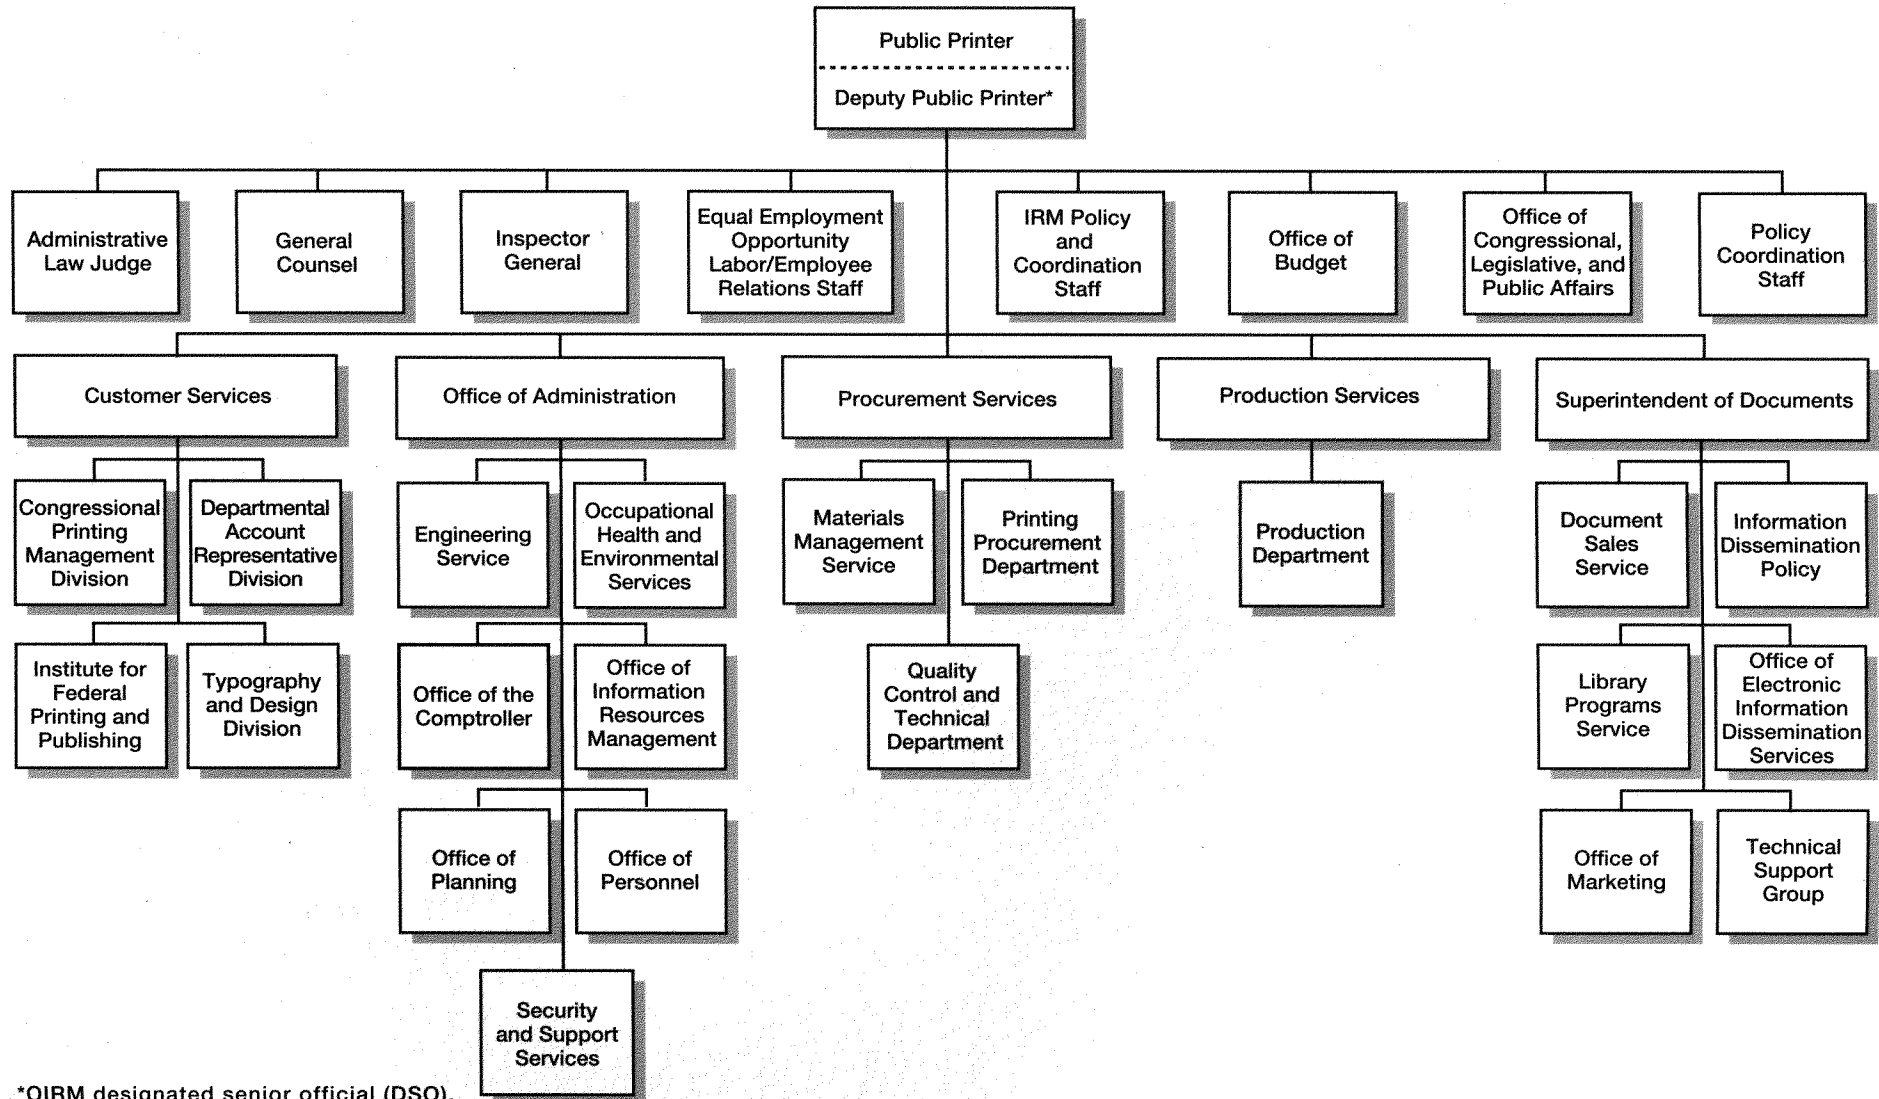 Public Printer
Deputy Public Printer*
Administrative
Law Judge
General
Counsel
Inspector
General
Equal Employment
Opportunity
Labor/Employee
Relations Staff
IRM Policy
and
Coordination
Staff
Office of
Budget
Office of
Congressional,
Legislative, and
Public Affairs
Policy
Coordination
Staff
Customer Services
Office of Administration
Procurement Services
Production Services
Superintendent of Documents
Congressional
Printing
Management
Division
Departmental
Account
Representative
Division
Engineering
Service
Occupational
Health and
Environmental
Services
Materials
Management
Service
Printing
Procurement
Department
Production
Department
Document
Sales
Service
Information
Dissemination
Policy
Institute for
Federal
Printing and
Publishing
Typography
and Design
Division
Office of the
Comptroller
Office of
Information
Resources
Management
Quality
Control and
Technical
Department
Library
Programs
Service
Office of
Electronic
Information
Dissemination
Services
Office of
Planning
Office of
Personnel
Office of
Marketing
Technical
Support
Group
Security
and Support
Services
*OIRM designated senior official (DSO).